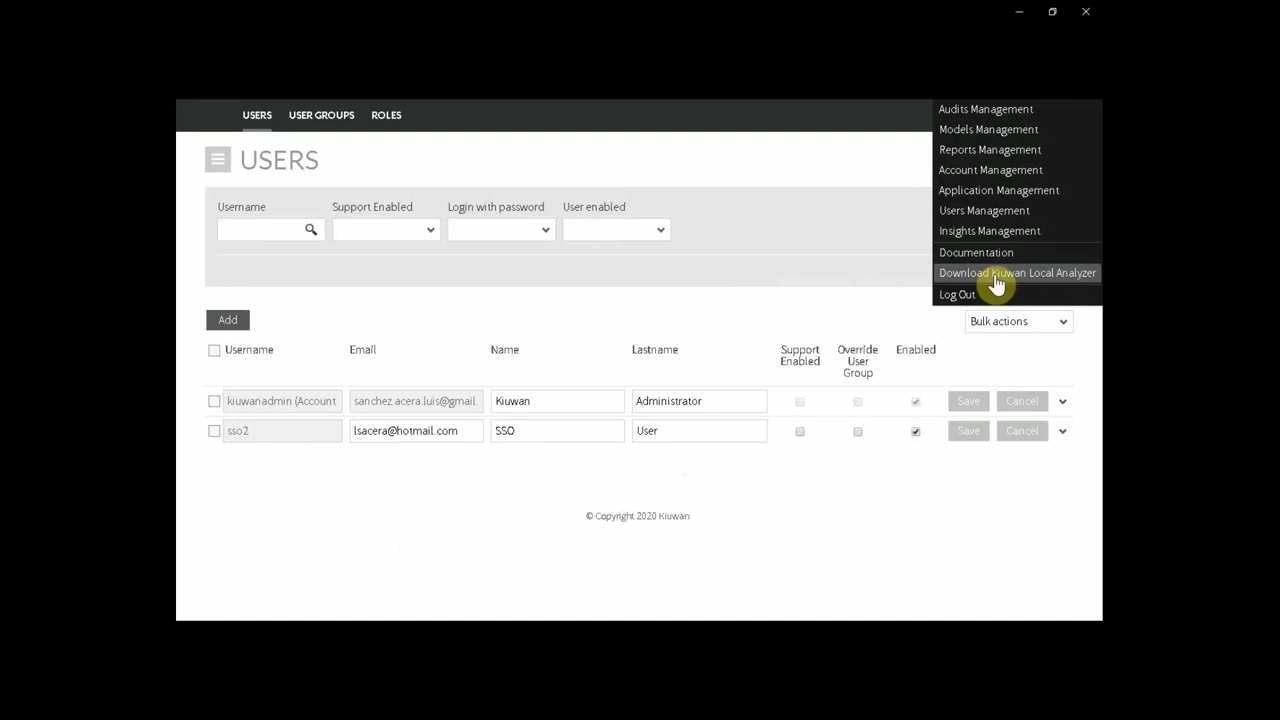 USERS USER GROUPS ROLES
Audits Management
Models Management
Reports Management
Account Management
Application Management
Users Management
Insights Management
Documentation
Download Kiuwan Local Analyzer
Log Out
USERS
Username Support Enabled Login with password User enabled
Add
Bulk actions
Username Email Name Lastname Support Enabled Override User Group Enabled
kiuwanadmin (Account sanchez.acera.luis@gmail. Kiuwan Administrator Save Cancel
sso2 lsacera@hotmail.com SSO User Save Cancel
© Copyright 2020 Kiuwan